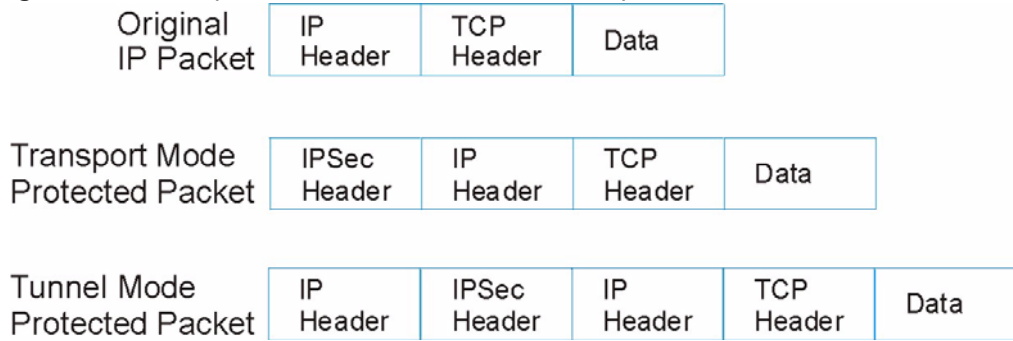 Original
IP Packet
IP
Header
TCP
Header
Data
Transport Mode
Protected Packet
IPSec
Header
IP
Header
TCP
Header
Data
Tunnel Mode
Protected Packet
IP
Header
IPSec
Header
IP
Header
TCP
Header
Data